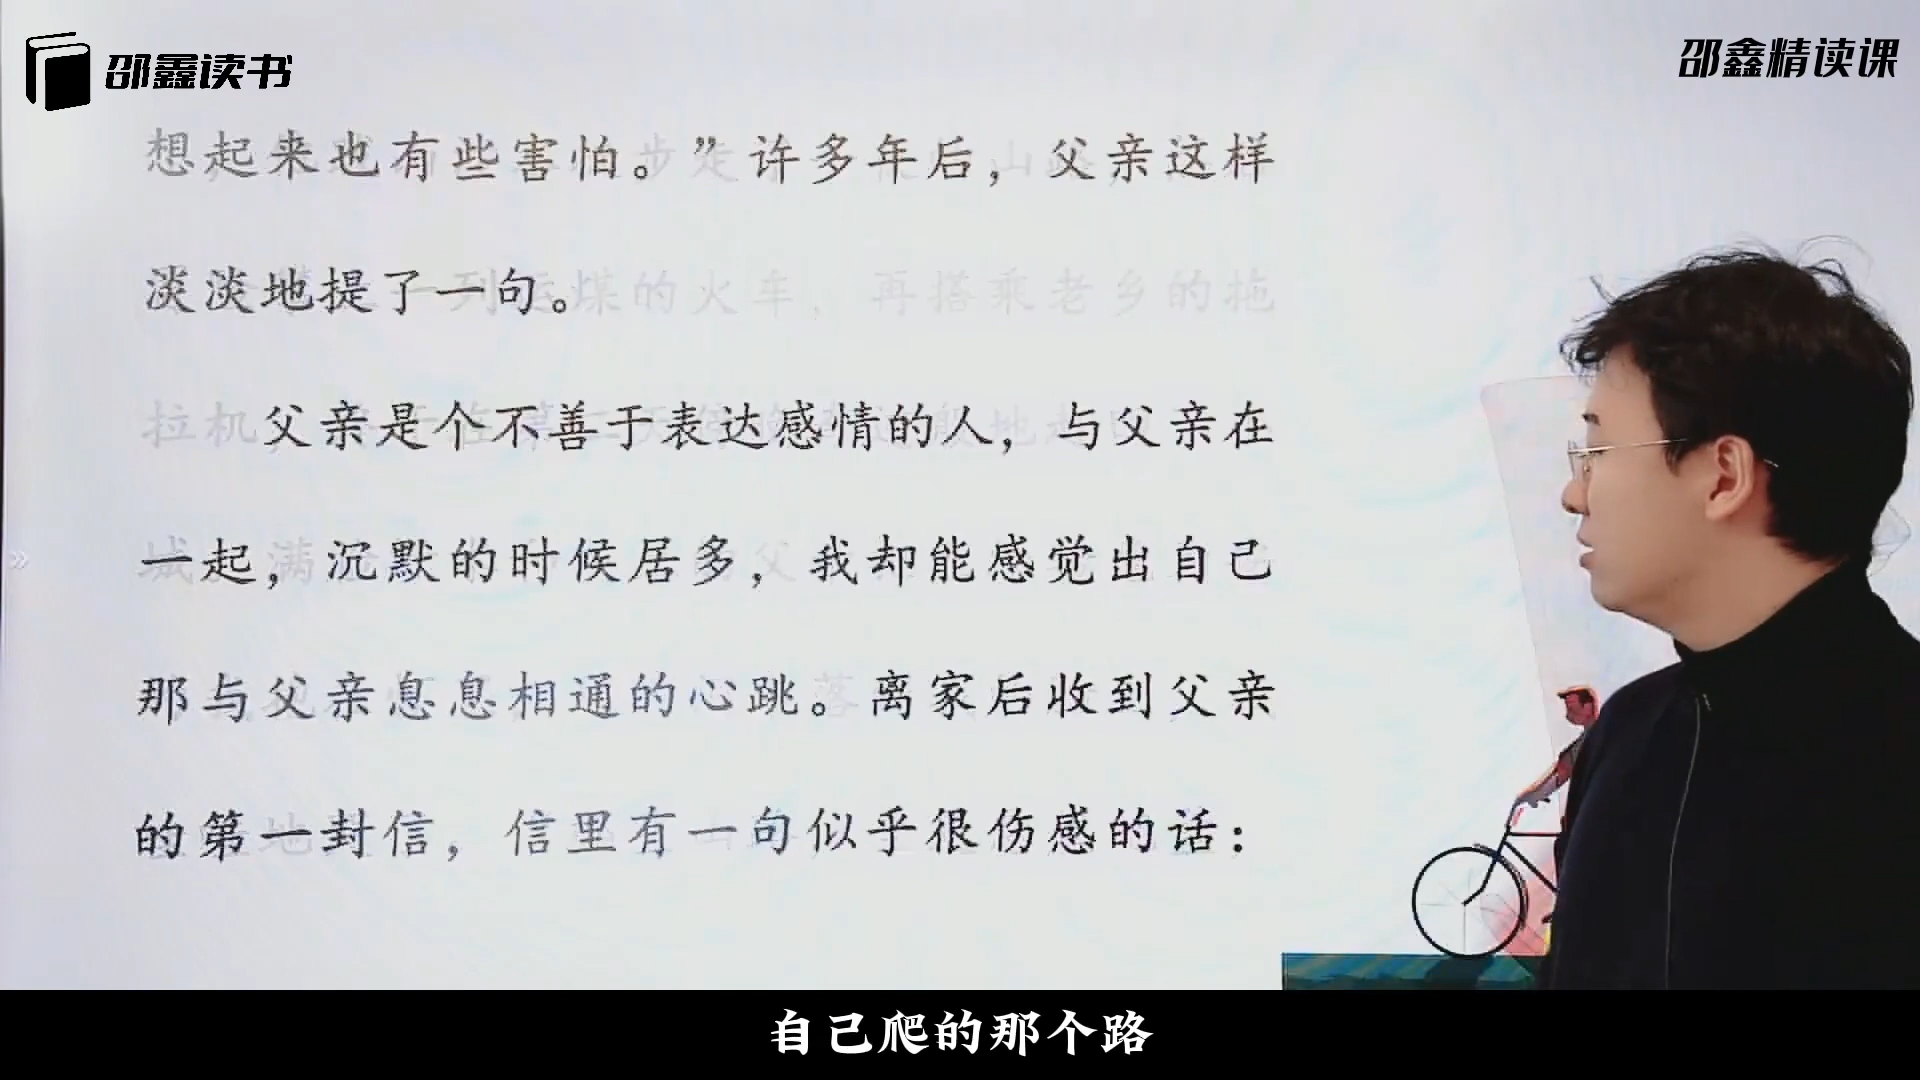 邵鑫读书
邵鑫精读课
想起来也有些害怕。”许多年后，父亲这样
淡淡地提了一句。
父亲是个不善于表达感情的人，与父亲在
一起，沉默的时候居多，我却能感觉出自己
那与父亲息息相通的心跳。离家后收到父亲
的第一封信，信里有一句似乎很伤感的话：
自己爬的那个路